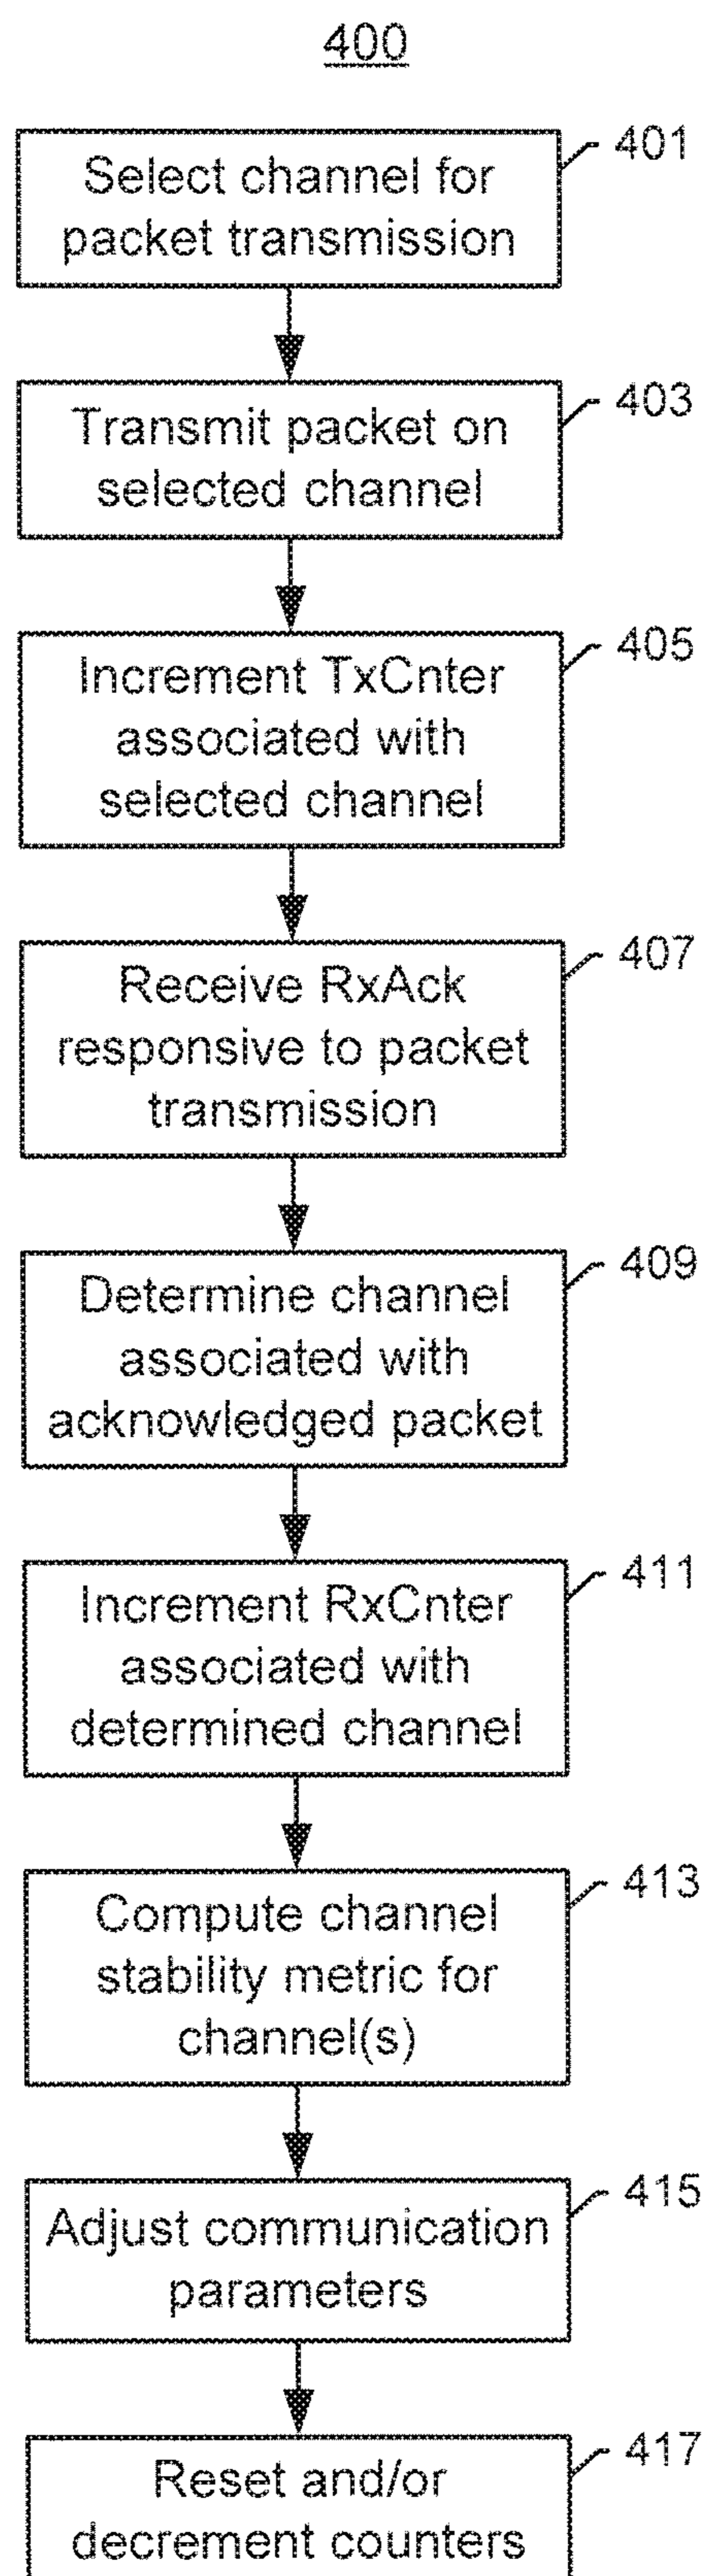 400
401
Select channel for
packet transmission
403
Transmit packet on
selected channel
405
Increment TxCnter
associated with
selected channel
407
Receive RxAck
responsive to packet
transmission
409
Determine channel
associated with
acknowledged packet
411
Increment RxCnter
associated with
determined channel
413
Compute channel
stability metric for
channel(s)
415
Adjust communication
parameters
417
Reset and/or
decrement counters